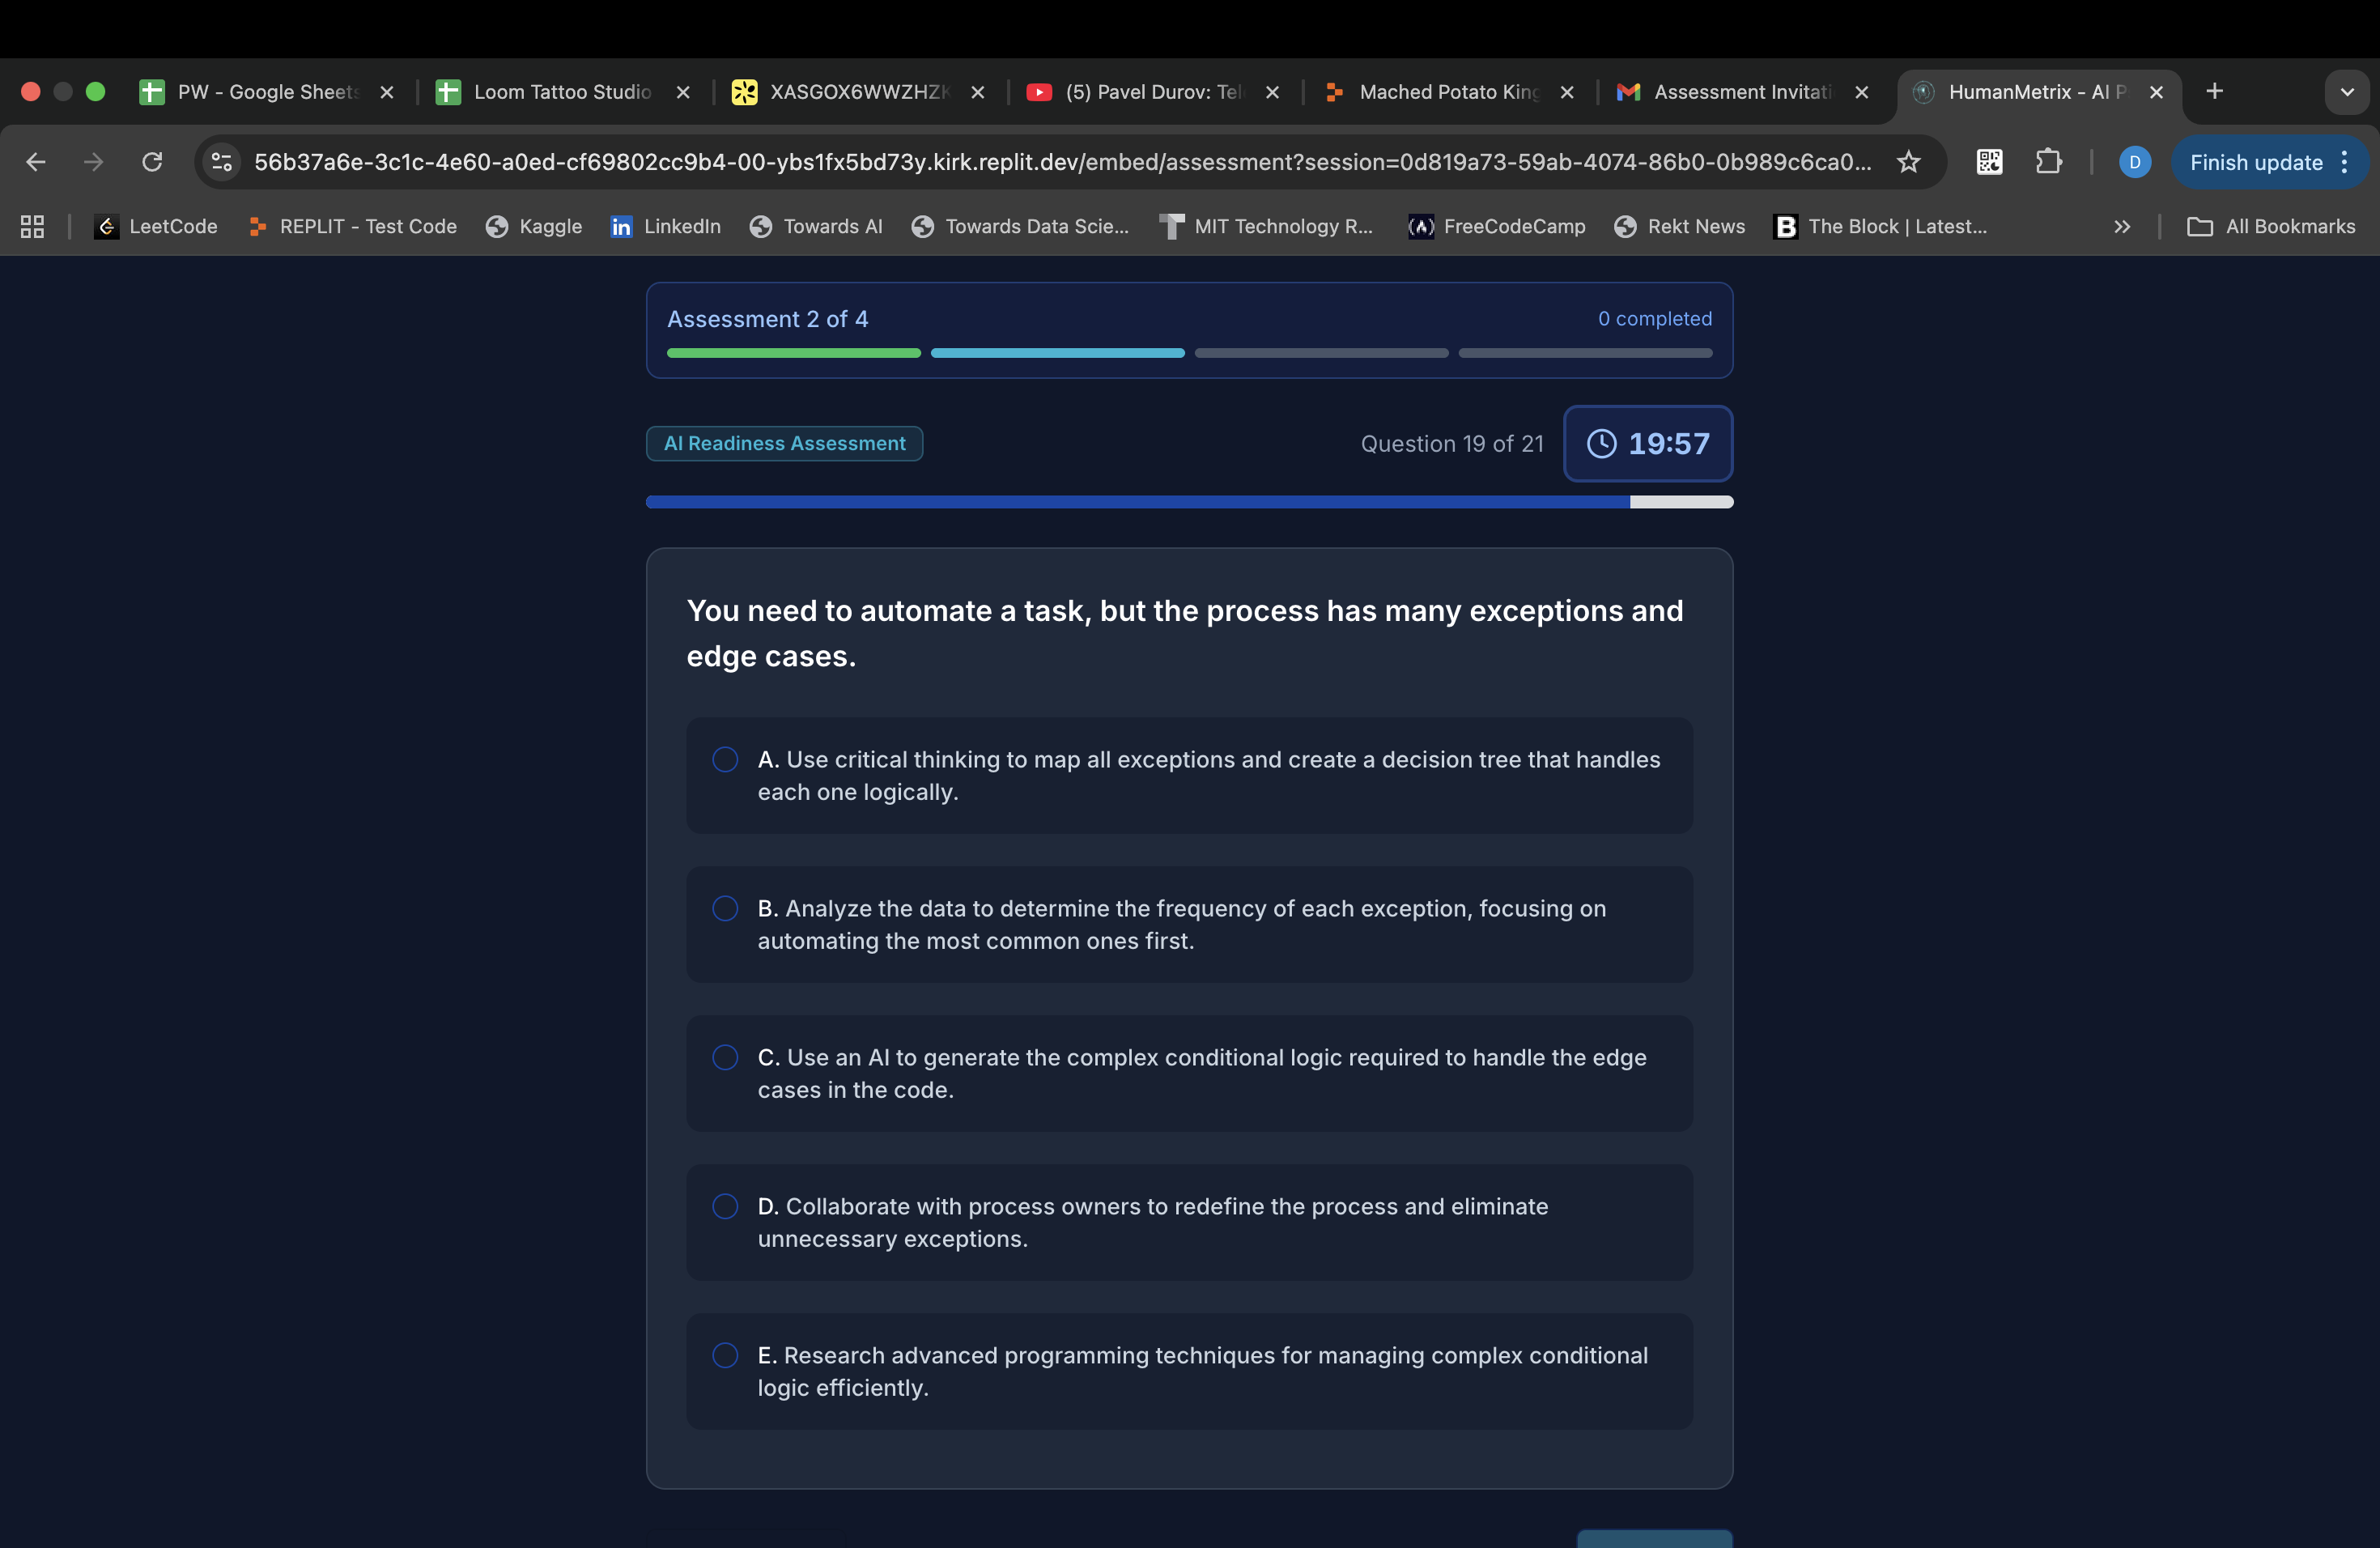 PW - Google Sheets
Loom Tattoo Studio
XASGOX6WWZHZK
(5) Pavel Durov: Tel
Mached Potato King
Assessment Invitati
HumanMetrix - AI P
56b37a6e-3c1c-4e60-a0ed-cf69802cc9b4-00-ybs1fx5bd73y.kirk.replit.dev/embed/assessment?session=0d819a73-59ab-4074-86b0-0b989c6ca0...
D
Finish update
LeetCode
REPLIT - Test Code
Kaggle
LinkedIn
Towards AI
Towards Data Scie...
MIT Technology R...
FreeCodeCamp
Rekt News
The Block | Latest...
All Bookmarks
Assessment 2 of 4
0 completed
AI Readiness Assessment
Question 19 of 21
19:57
You need to automate a task, but the process has many exceptions and
edge cases.
A. Use critical thinking to map all exceptions and create a decision tree that handles
each one logically.
B. Analyze the data to determine the frequency of each exception, focusing on
automating the most common ones first.
C. Use an AI to generate the complex conditional logic required to handle the edge
cases in the code.
D. Collaborate with process owners to redefine the process and eliminate
unnecessary exceptions.
E. Research advanced programming techniques for managing complex conditional
logic efficiently.